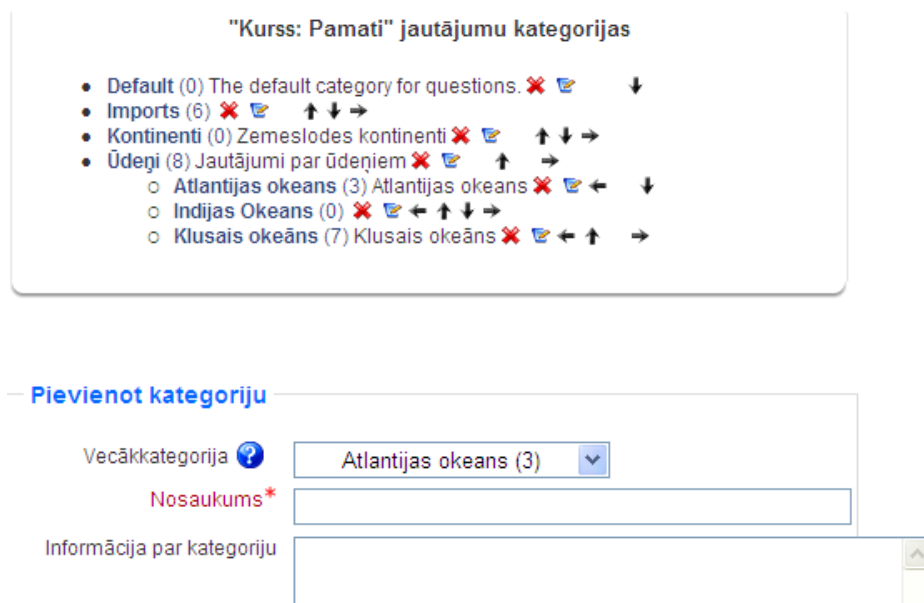 "Kurss: Pamati" jautājumu kategorijas
Default (0) The default category for questions.
Imports (6)
Kontinenti (0) Zemeslodes kontinenti
Ūdeņi (8) Jautājumi par ūdeņiem
Atlantijas okeans (3) Atlantijas okeans
Indijas Okeans (0)
Klusais okeāns (7) Klusais okeāns
Pievienot kategoriju
Vecākkategorija ? Atlantijas okeans (3)
Nosaukums*
Informācija par kategoriju